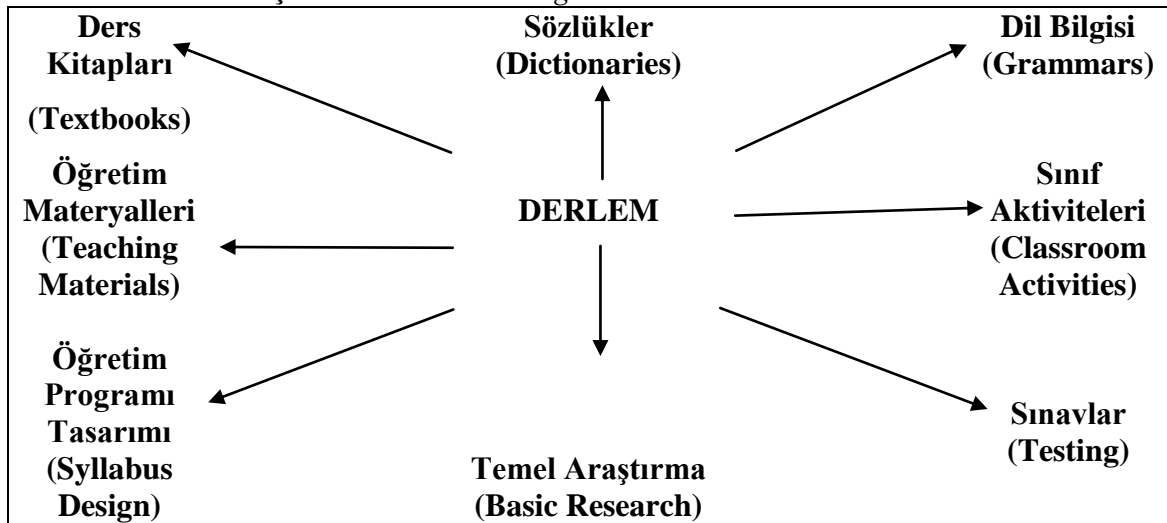 Ders
Kitapları
(Textbooks)
Sözlükler
(Dictionaries)
Dil Bilgisi
(Grammars)
Öğretim
Materyalleri
(Teaching
Materials)
DERLEM
Sınıf
Aktiviteleri
(Classroom
Activities)
Öğretim
Programı
Tasarımı
(Syllabus
Design)
Temel Araştırma
(Basic Research)
Sınavlar
(Testing)